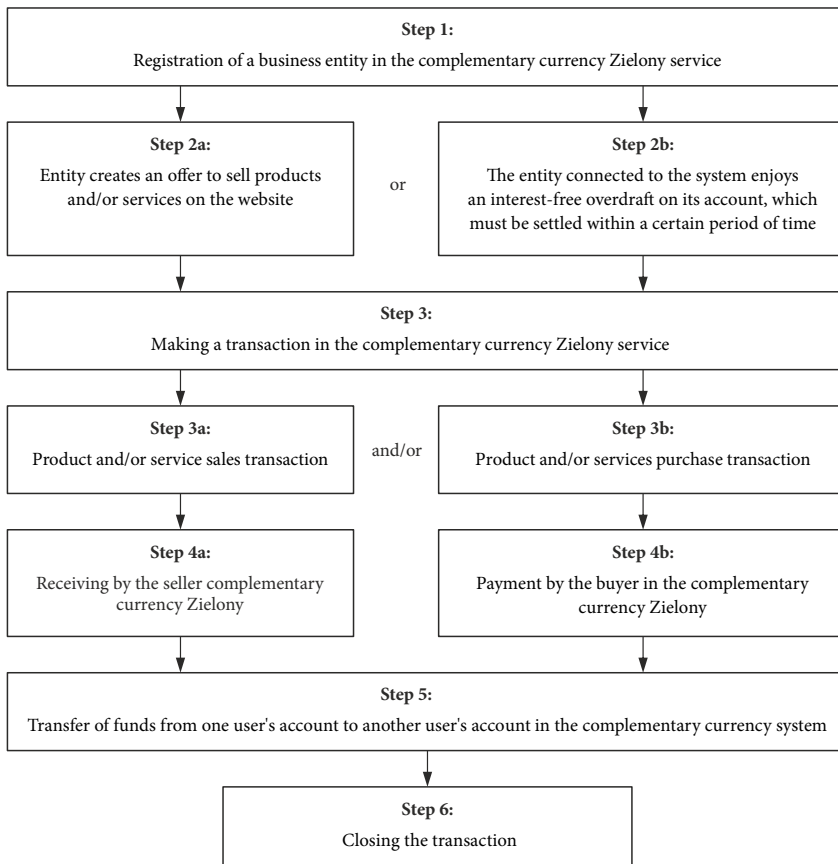 Step 1:
Registration of a business entity in the complementary currency Zielony service
Step 2a:
Entity creates an offer to sell products
and/or services on the website
or
Step 2b:
The entity connected to the system enjoys
an interest-free overdraft on its account, which
must be settled within a certain period of time
Step 3:
Making a transaction in the complementary currency Zielony service
Step 3a:
Product and/or service sales transaction
and/or
Step 3b:
Product and/or services purchase transaction
Step 4a:
Receiving by the seller complementary
currency Zielony
Step 4b:
Payment by the buyer in the complementary
currency Zielony
Step 5:
Transfer of funds from one user's account to another user's account in the complementary currency system
Step 6:
Closing the transaction